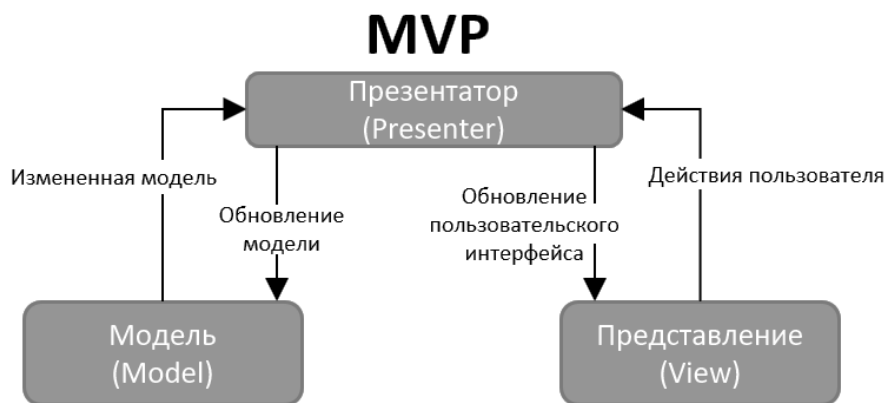 MVP
Презентатор
(Presenter)
Измененная модель
Обновление
модели
Обновление
пользовательского
интерфейса
Действия пользователя
Модель
(Model)
Представление
(View)